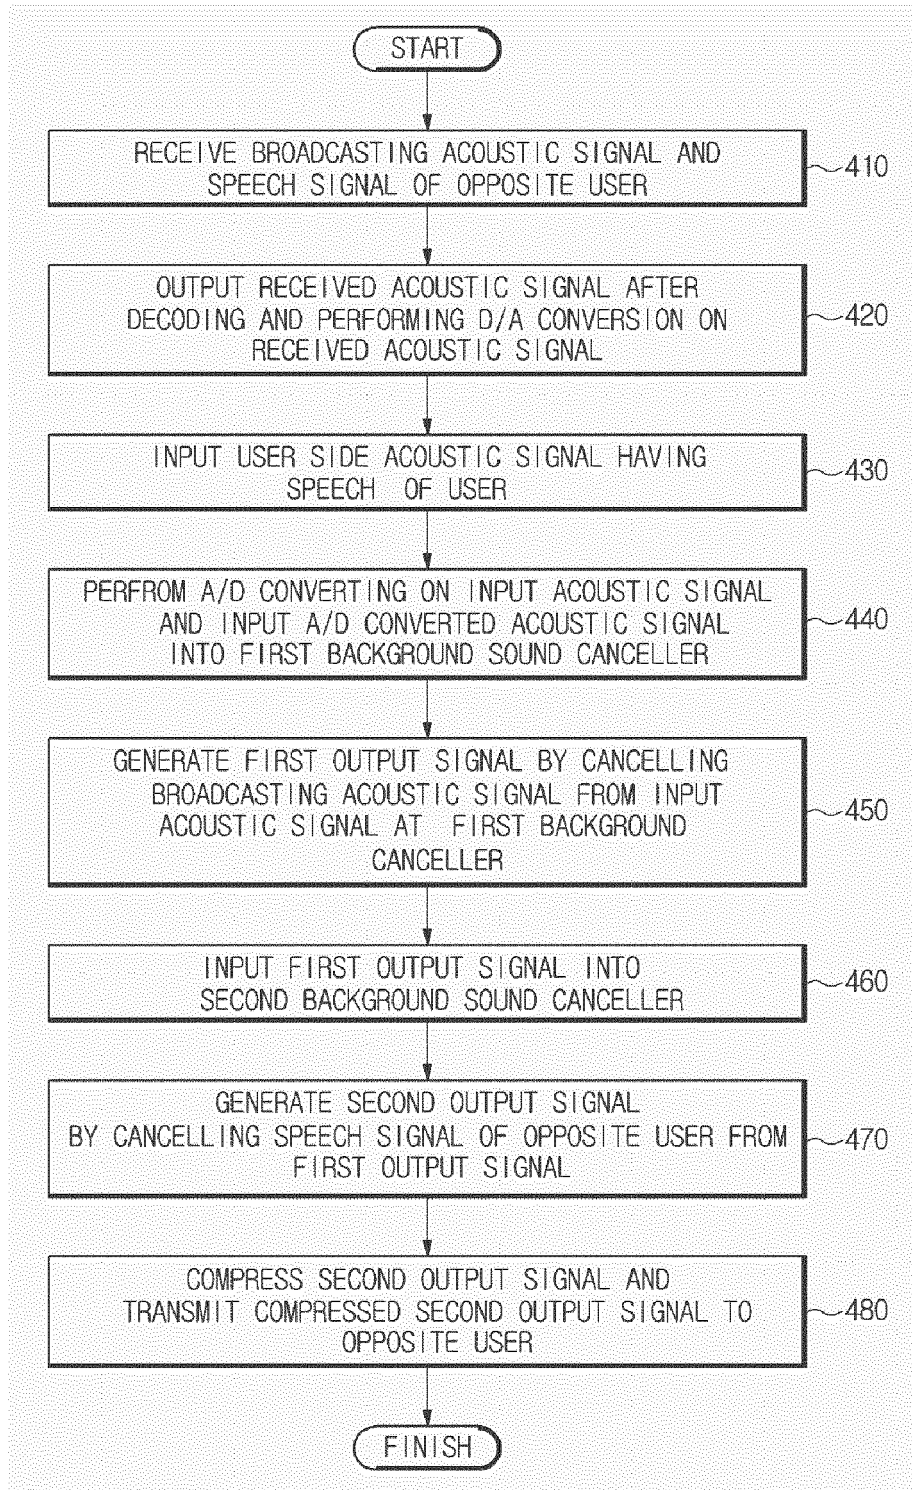 START
RECEIVE BROADCASTING ACOUSTIC SIGNAL AND
SPEECH SIGNAL OF OPPOSITE USER
410
OUTPUT RECEIVED ACOUSTIC SIGNAL AFTER
DECODING AND PERFORMING D/A CONVERSION ON
RECEIVED ACOUSTIC SIGNAL
420
INPUT USER SIDE ACOUSTIC SIGNAL HAVING
SPEECH OF USER
430
PERFROM A/D CONVERTING ON INPUT ACOUSTIC SIGNAL
AND INPUT A/D CONVERTED ACOUSTIC SIGNAL
INTO FIRST BACKGROUND SOUND CANCELLER
440
GENERATE FIRST OUTPUT SIGNAL BY CANCELLING
BROADCASTING ACOUSTIC SIGNAL FROM INPUT
ACOUSTIC SIGNAL AT FIRST BACKGROUND
CANCELLER
450
INPUT FIRST OUTPUT SIGNAL INTO
SECOND BACKGROUND SOUND CANCELLER
460
GENERATE SECOND OUTPUT SIGNAL
BY CANCELLING SPEECH SIGNAL OF OPPOSITE USER FROM
FIRST OUTPUT SIGNAL
470
COMPRESS SECOND OUTPUT SIGNAL AND
TRANSMIT COMPRESSED SECOND OUTPUT SIGNAL TO
OPPOSITE USER
480
FINISH